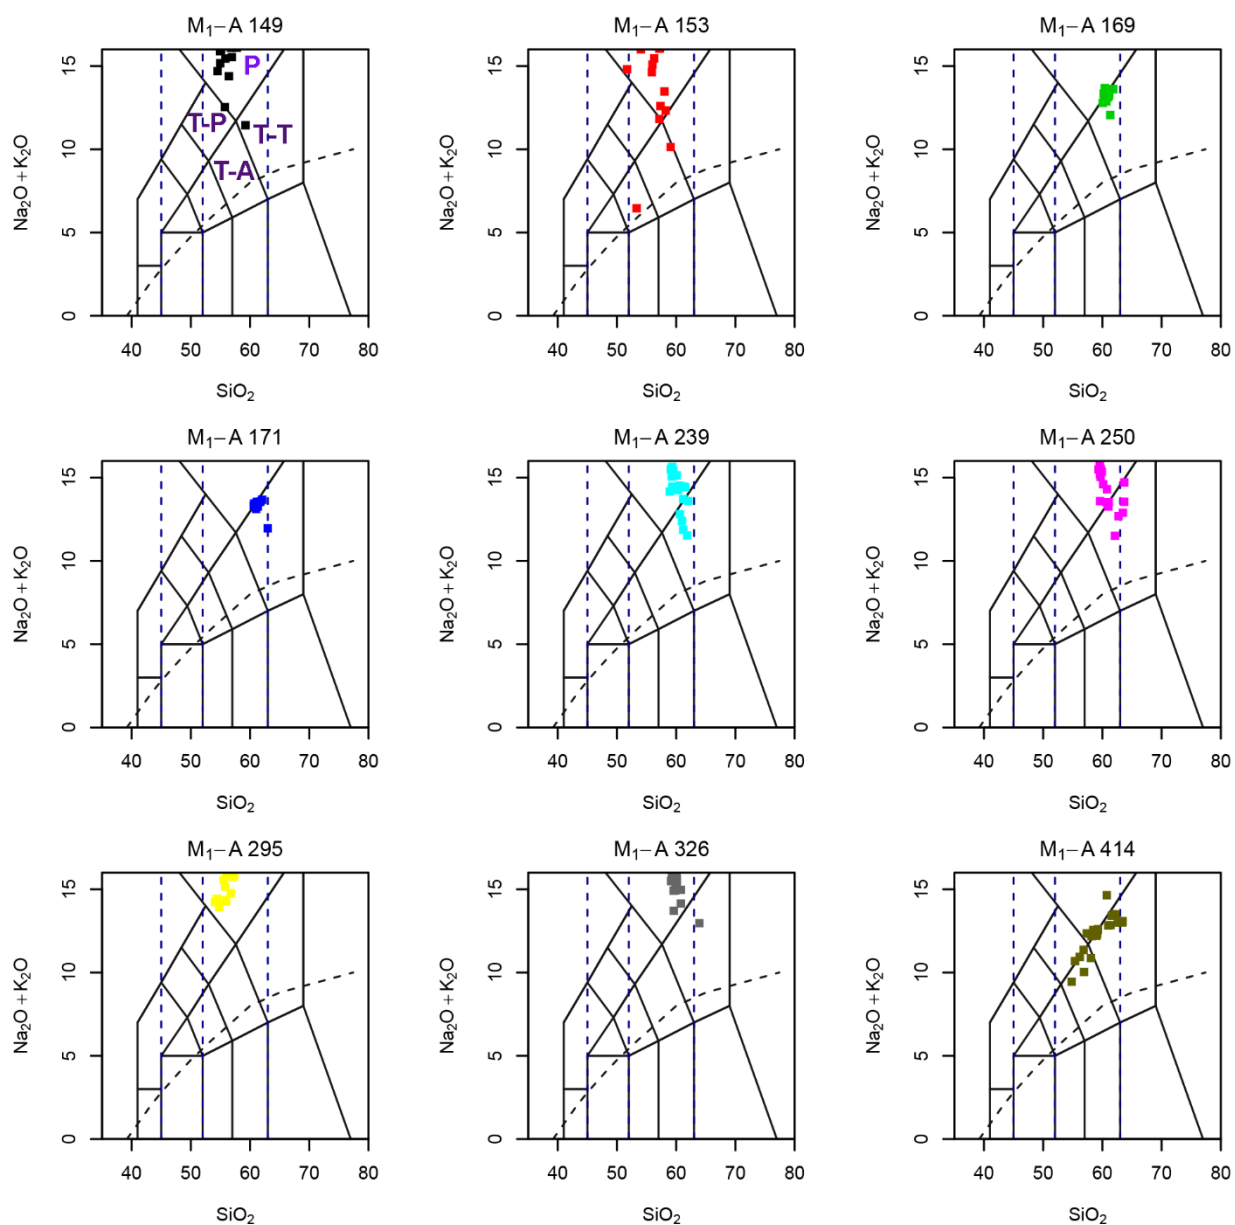 M₁–A 149
M₁–A 153
M₁–A 169
Na₂O + K₂O
0 5 10 15
P
T-P
T-T
T-A
40 50 60 70 80
SiO₂
Na₂O + K₂O
0 5 10 15
40 50 60 70 80
SiO₂
Na₂O + K₂O
0 5 10 15
40 50 60 70 80
SiO₂
M₁–A 171
M₁–A 239
M₁–A 250
Na₂O + K₂O
0 5 10 15
40 50 60 70 80
SiO₂
Na₂O + K₂O
0 5 10 15
40 50 60 70 80
SiO₂
Na₂O + K₂O
0 5 10 15
40 50 60 70 80
SiO₂
M₁–A 295
M₁–A 326
M₁–A 414
Na₂O + K₂O
0 5 10 15
40 50 60 70 80
SiO₂
Na₂O + K₂O
0 5 10 15
40 50 60 70 80
SiO₂
Na₂O + K₂O
0 5 10 15
40 50 60 70 80
SiO₂